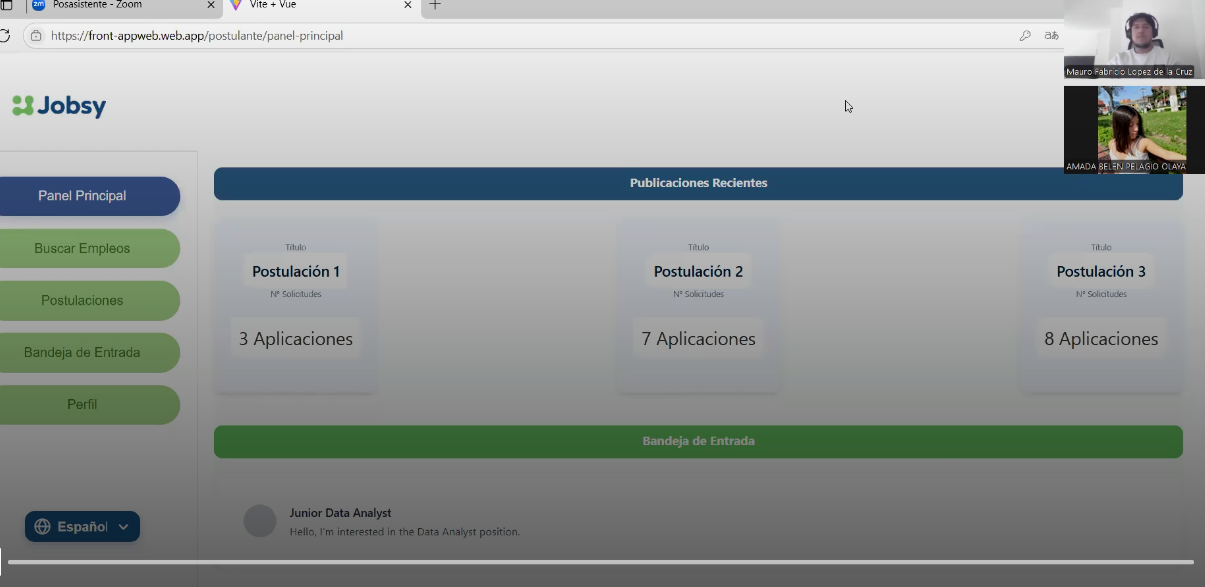 Posasistente - Zoom
Vite + Vue
https://front-appweb.web.app/postulante/panel-principal
Mauro Fabricio Lopez de la Cruz
Jobsy
AMADA BELEN PELAGIO OLAYA
Panel Principal
Buscar Empleos
Postulaciones
Bandeja de Entrada
Perfil
Español
Publicaciones Recientes
Título
Postulación 1
N° Solicitudes
3 Aplicaciones
Título
Postulación 2
N° Solicitudes
7 Aplicaciones
Título
Postulación 3
N° Solicitudes
8 Aplicaciones
Bandeja de Entrada
Junior Data Analyst
Hello, I'm interested in the Data Analyst position.